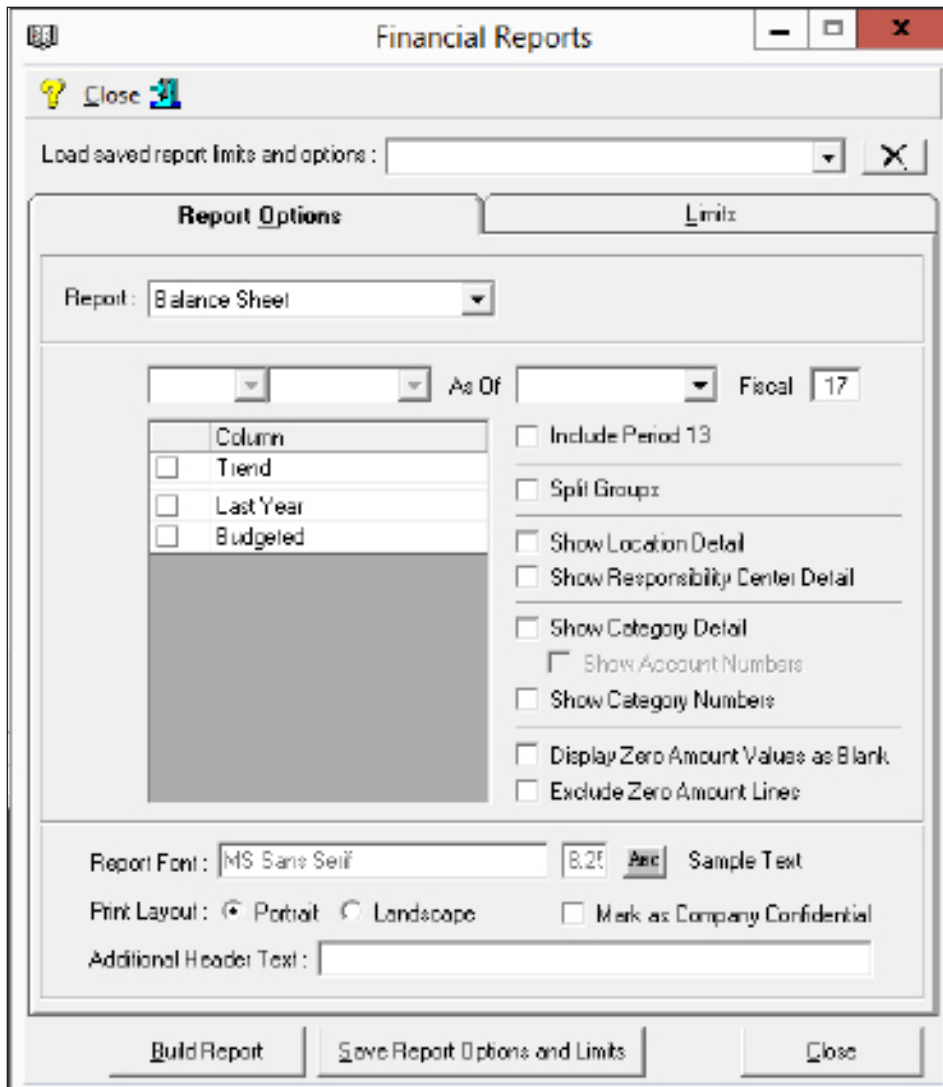 Financial Reports
Close
Load saved report limits and options :
Report Options
Limits
Report : Balance Sheet
As Of Fiscal 17
Column
Trend
Last Year
Budgeted
Include Period 13
Split Groups
Show Location Detail
Show Responsibility Center Detail
Show Category Detail
Show Account Numbers
Show Category Numbers
Display Zero Amount Values as Blank
Exclude Zero Amount Lines
Report Font : MS Sans Serif 8.25 ABC Sample Text
Print Layout : Portrait Landscape Mark as Company Confidential
Additional Header Text :
Build Report Save Report Options and Limits Close